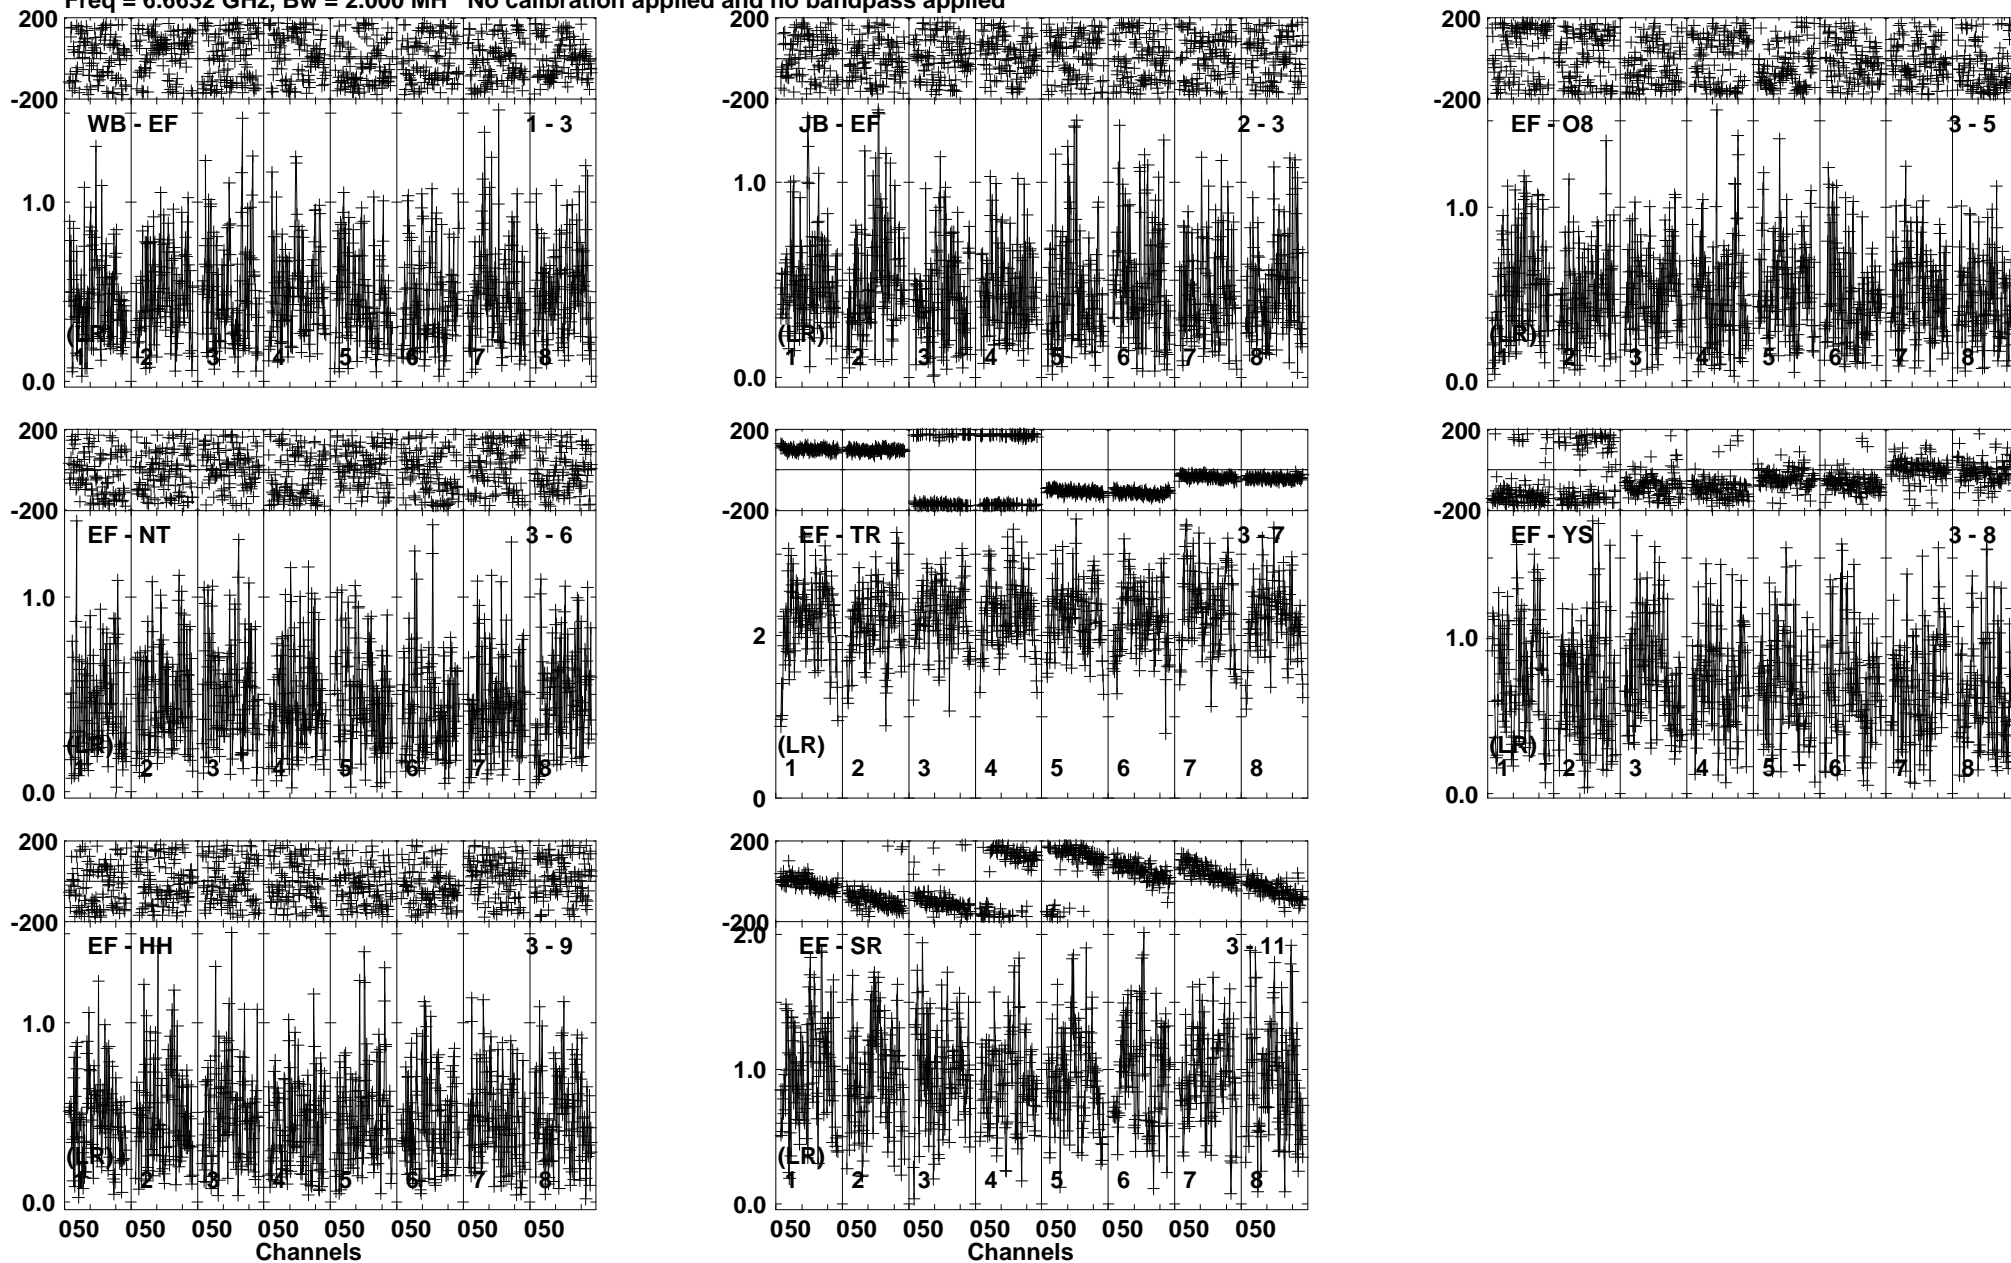 Freq = 6.6632 GHz, Bw = 2.000 MH   No calibration applied and no bandpass applied
200
-200
WB - EF 1 - 3
1.0
(LR)
1 2 3 4 5 6 7 8
0.0
200
-200
JB - EF 2 - 3
1.0
(LR)
1 2 3 4 5 6 7 8
0.0
200
-200
EF - O8 3 - 5
1.0
(LR)
1 2 3 4 5 6 7 8
0.0
200
-200
EF - NT 3 - 6
1.0
(LR)
1 2 3 4 5 6 7 8
0.0
200
-200
EF - TR 3 - 7
2
(LR)
1 2 3 4 5 6 7 8
0
200
-200
EF - YS 3 - 8
1.0
(LR)
1 2 3 4 5 6 7 8
0.0
200
-200
EF - HH 3 - 9
1.0
(LR)
1 2 3 4 5 6 7 8
0.0
050 050 050 050 050 050 050 050
Channels
200
-200
2.0
EF - SR 3 - 11
1.0
(LR)
1 2 3 4 5 6 7 8
0.0
050 050 050 050 050 050 050 050
Channels